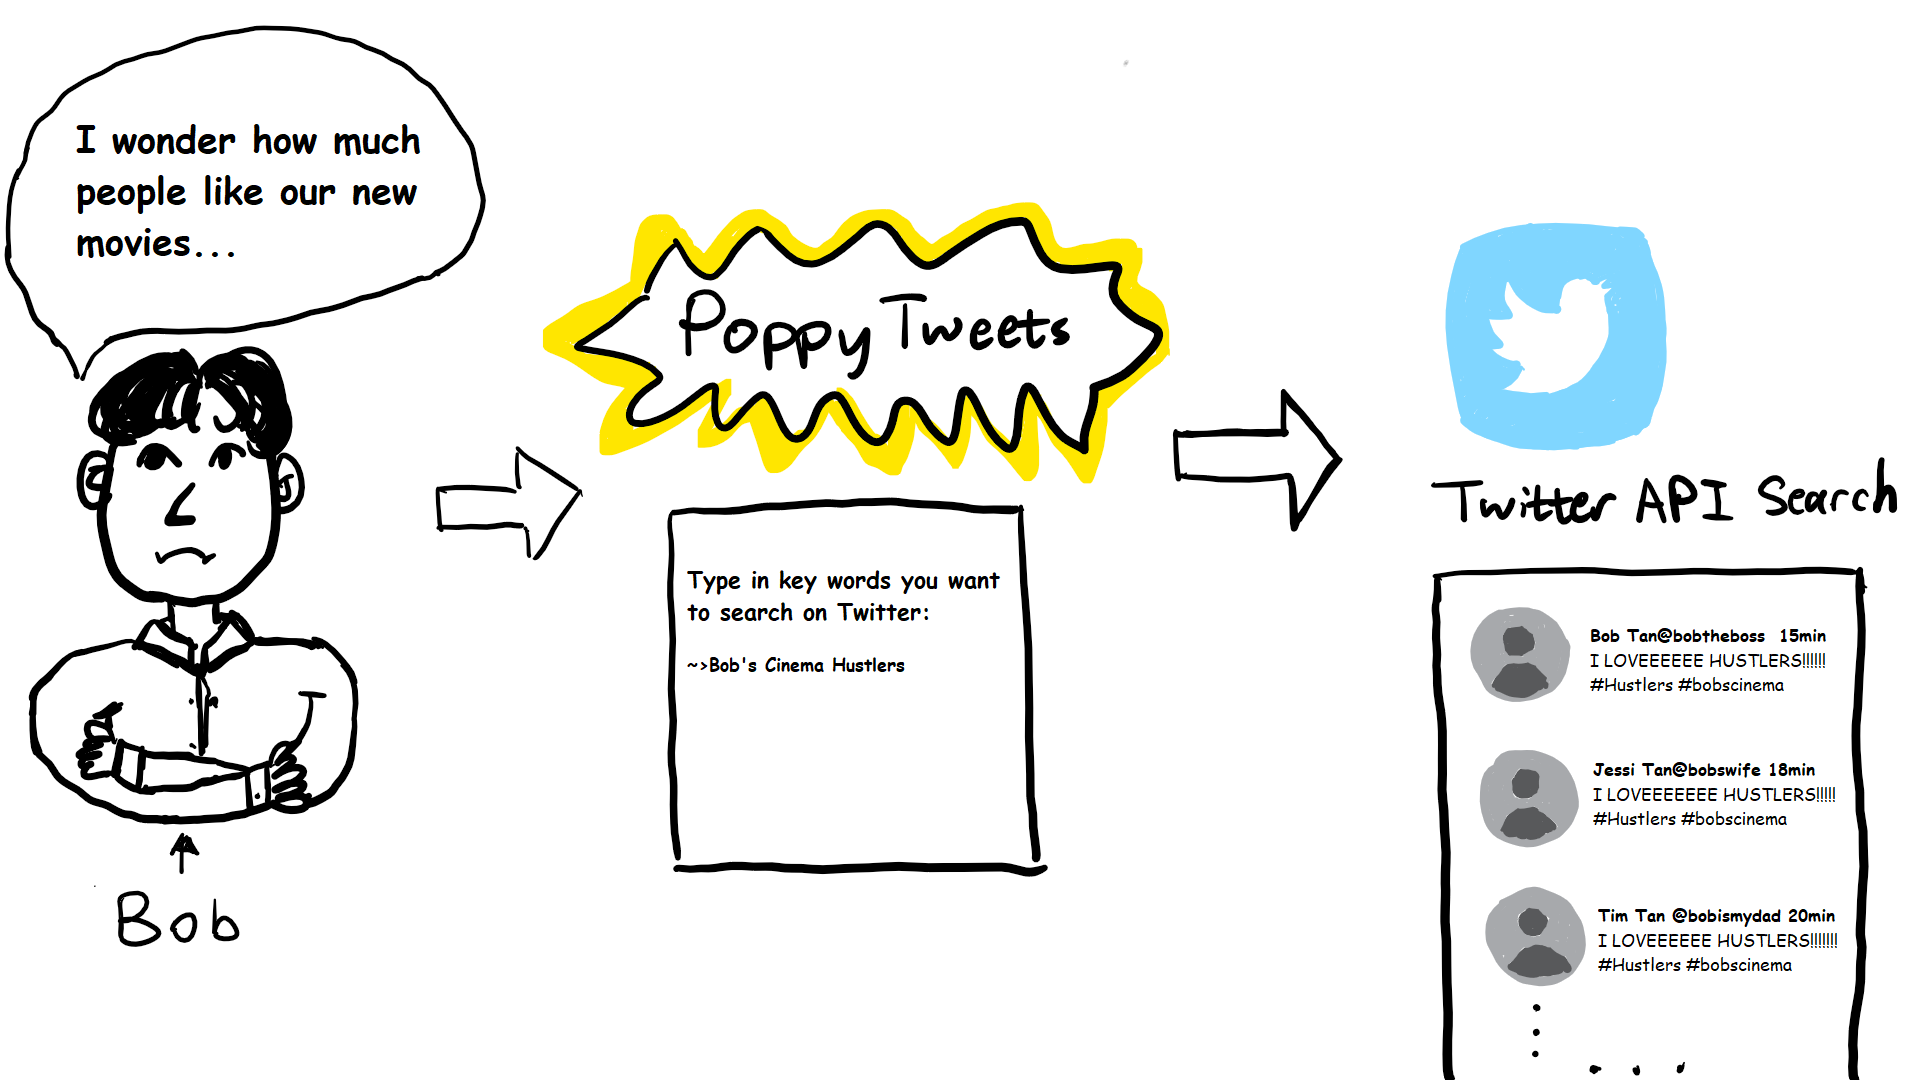 I wonder how much
people like our new
movies...
Bob
Poppy Tweets
Type in key words you want
to search on Twitter:
~>Bob's Cinema Hustlers
Twitter API Search
Bob Tan@bobtheboss 15min
I LOVEEEEEE HUSTLERS!!!!!!
#Hustlers #bobscinema
Jessi Tan@bobswife 18min
I LOVEEEEEEE HUSTLERS!!!!!
#Hustlers #bobscinema
Tim Tan @bobismydad 20min
I LOVEEEEEE HUSTLERS!!!!!!!
#Hustlers #bobscinema